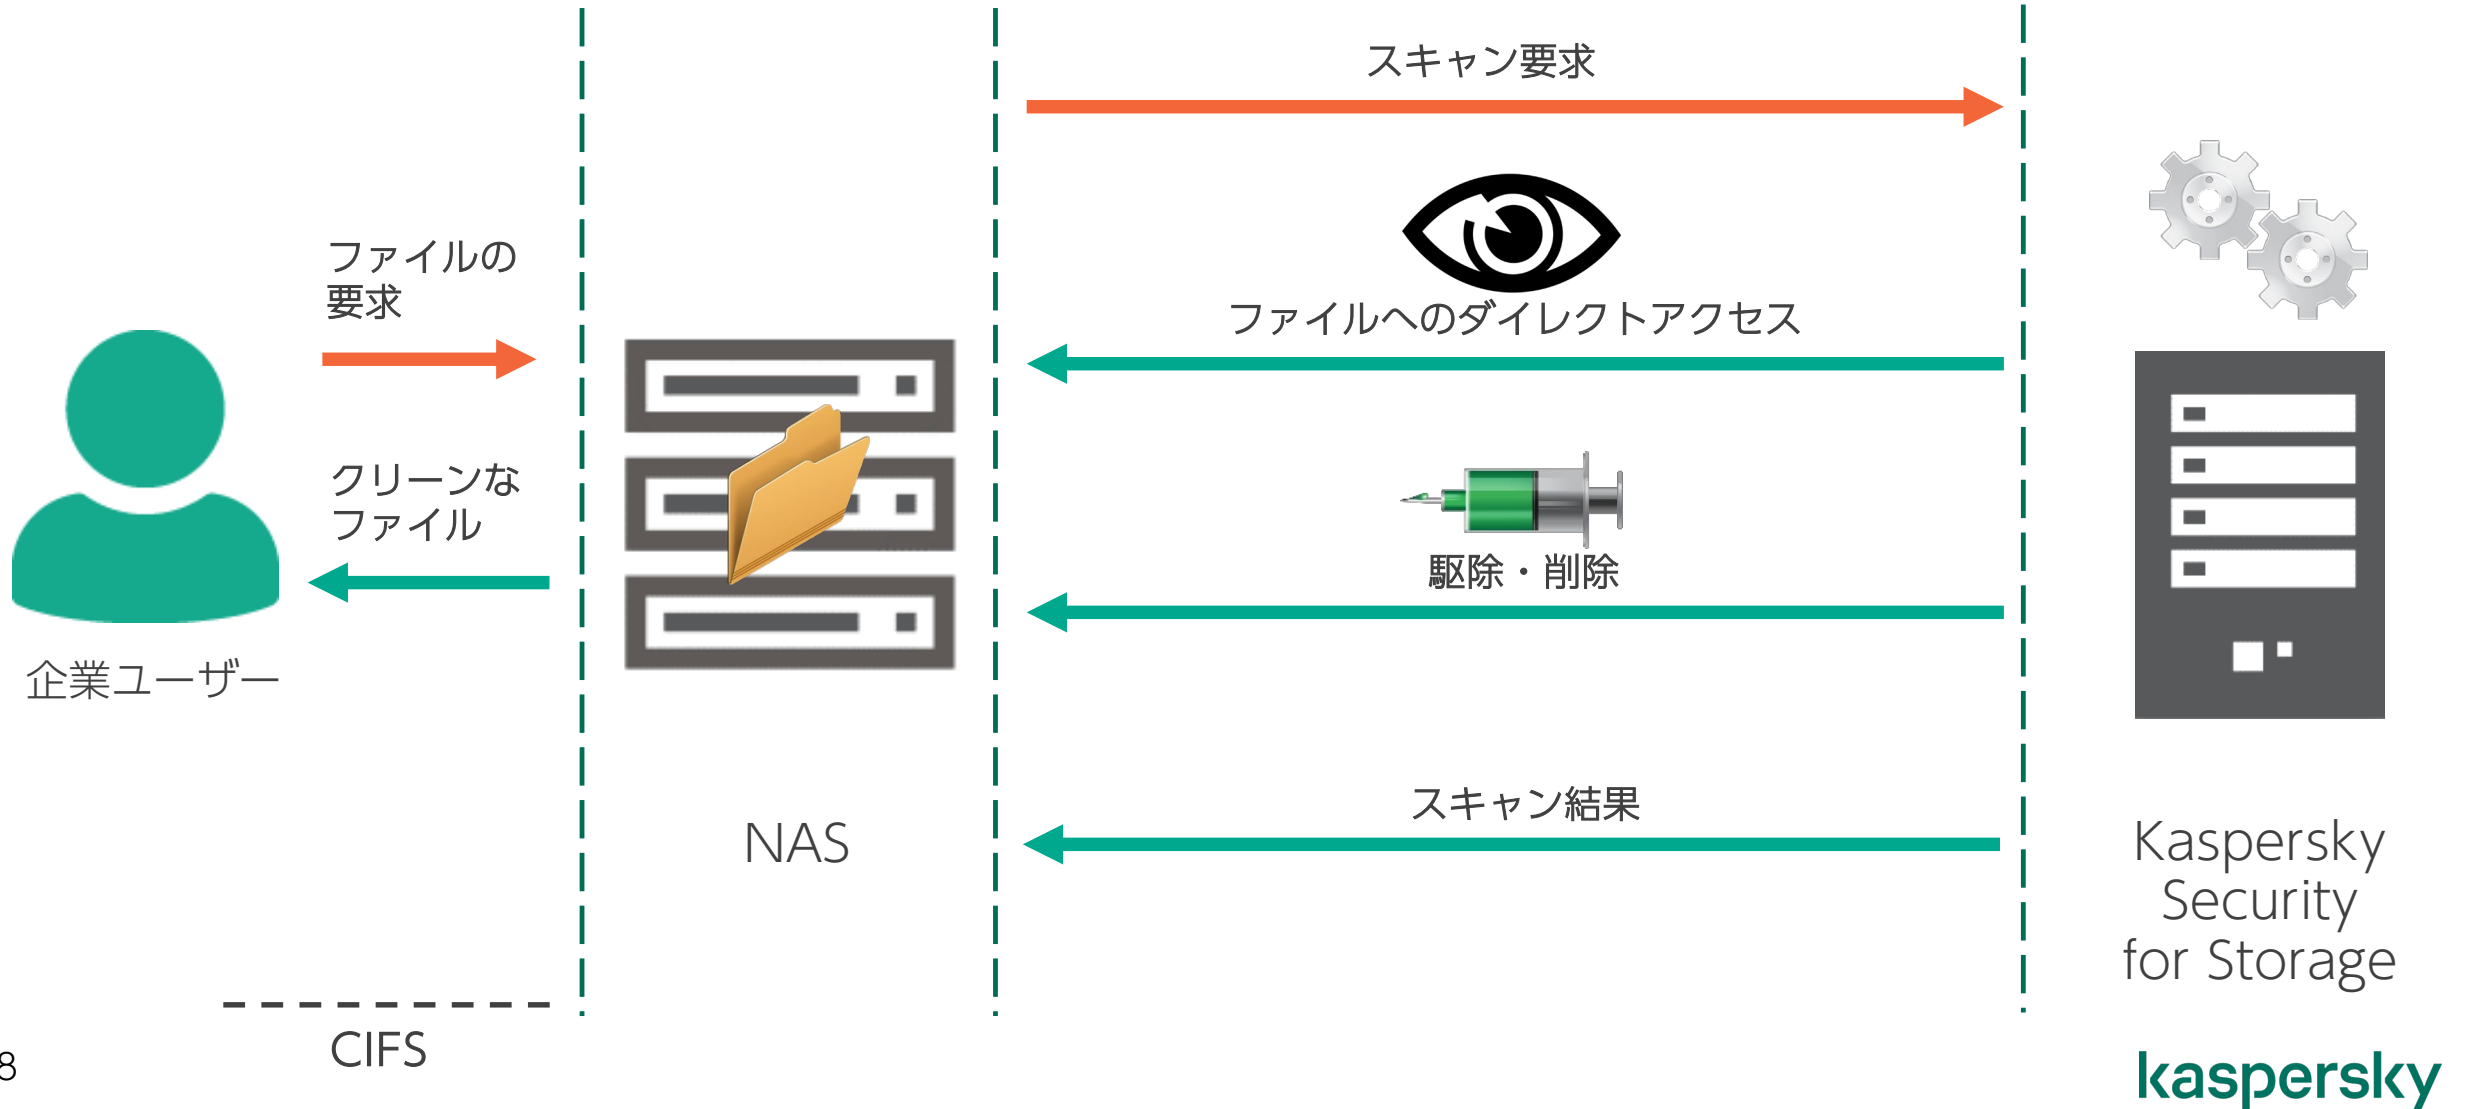 スキャン要求
ファイルの
要求
ファイルへのダイレクトアクセス
クリーンな
ファイル
駆除・削除
企業ユーザー
スキャン結果
NAS
Kaspersky
Security
for Storage
CIFS
8
kaspersky